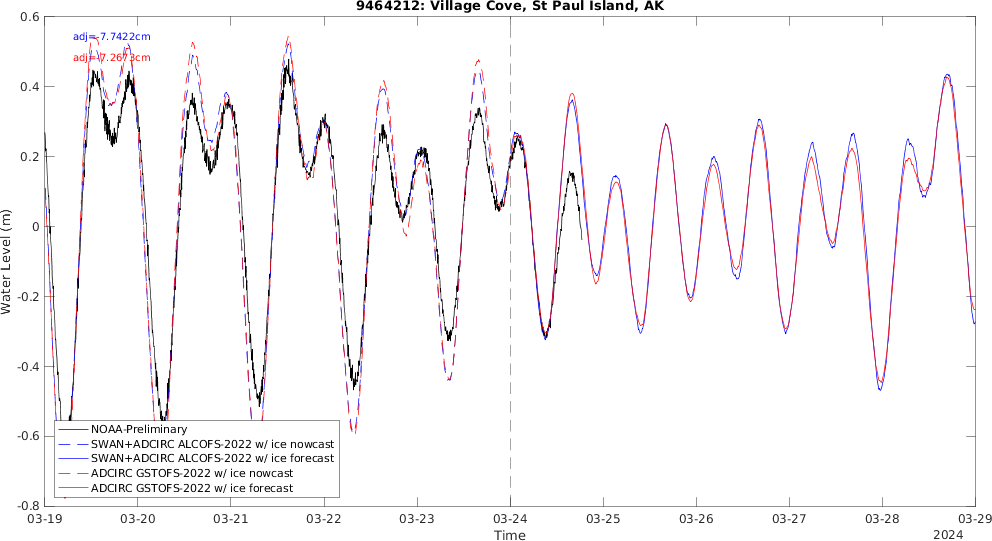 9464212: Village Cove, St Paul Island, AK
0.6
adj=-7.7422cm
adj=-7.2673cm
0.4
0.2
0
-0.2
-0.4
-0.6
-0.8
Water Level (m)
NOAA-Preliminary
SWAN+ADCIRC ALCOFS-2022 w/ ice nowcast
SWAN+ADCIRC ALCOFS-2022 w/ ice forecast
ADCIRC GSTOFS-2022 w/ ice nowcast
ADCIRC GSTOFS-2022 w/ ice forecast
03-19 03-20 03-21 03-22 03-23 03-24 03-25 03-26 03-27 03-28 03-29
Time
2024